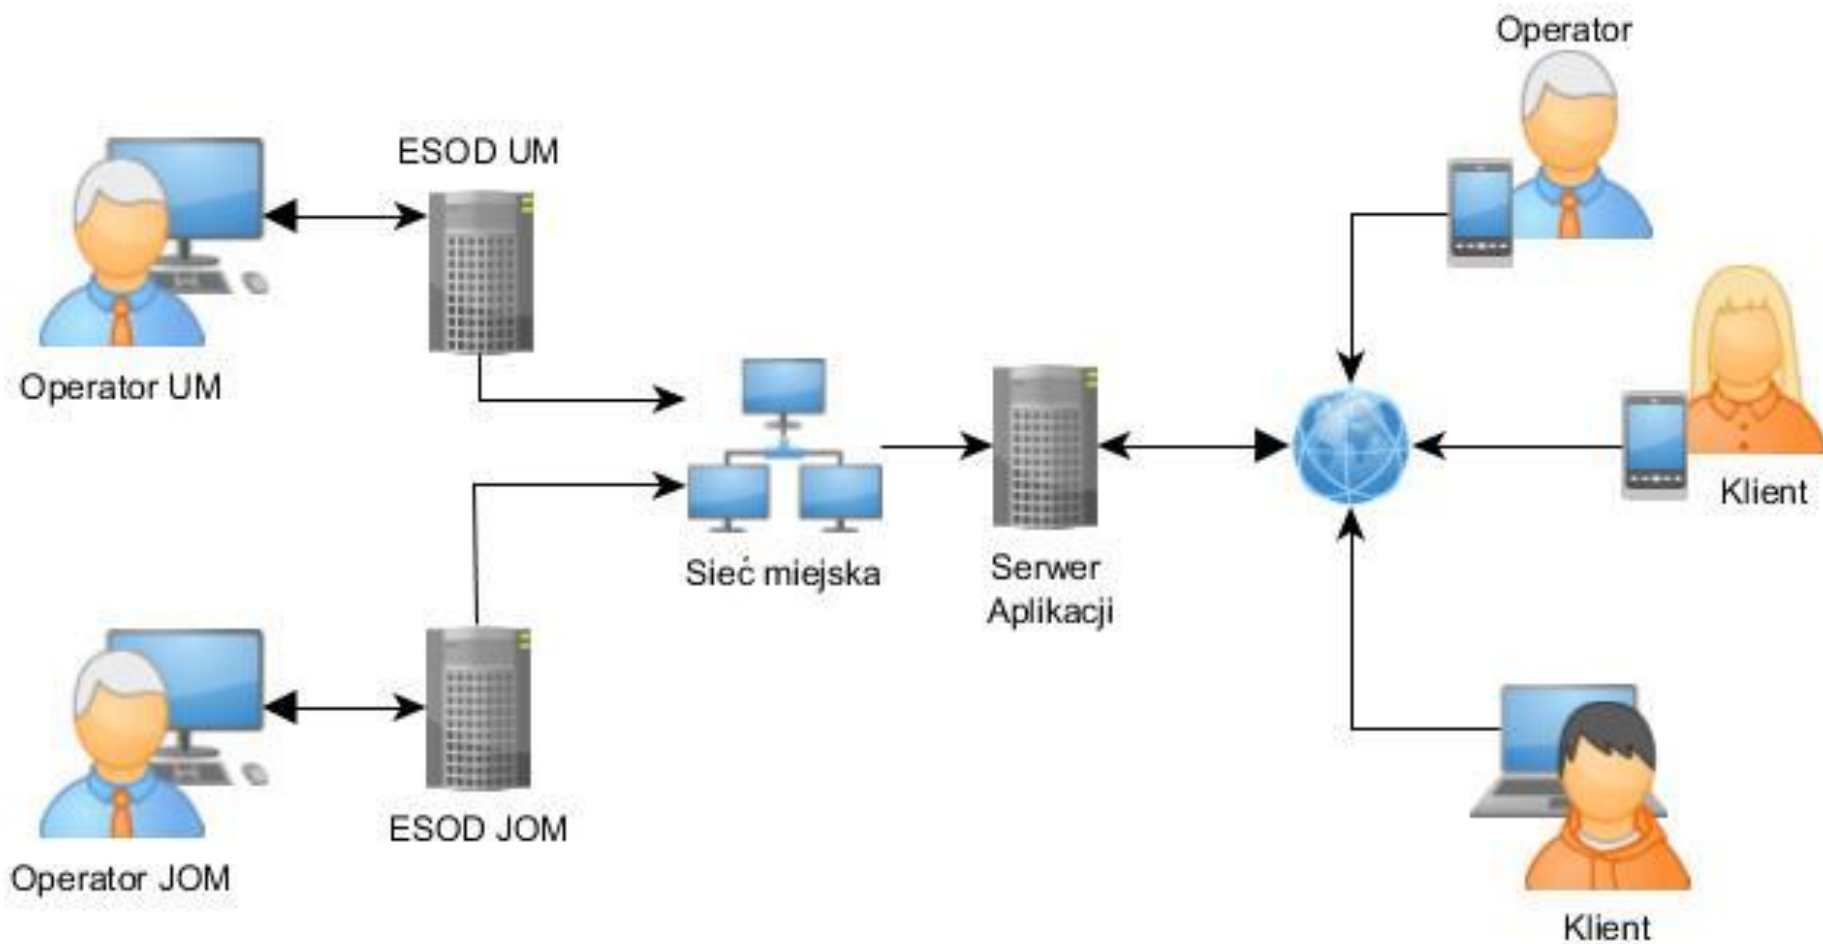 Operator
ESOD UM
Operator UM
Klient
Sieć miejska
Serwer
Aplikacji
ESOD JOM
Operator JOM
Klient